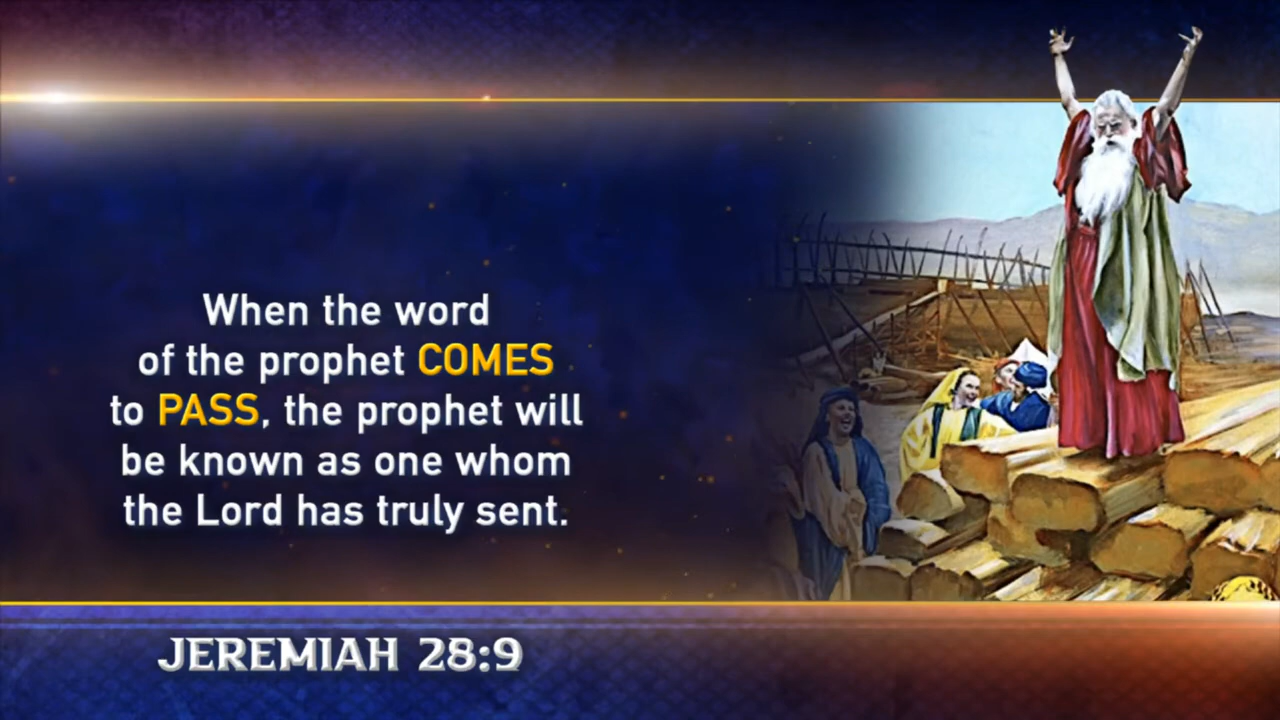 When the word
of the prophet COMES
to PASS, the prophet will
be known as one whom
the Lord has truly sent.
JEREMIAH 28:9